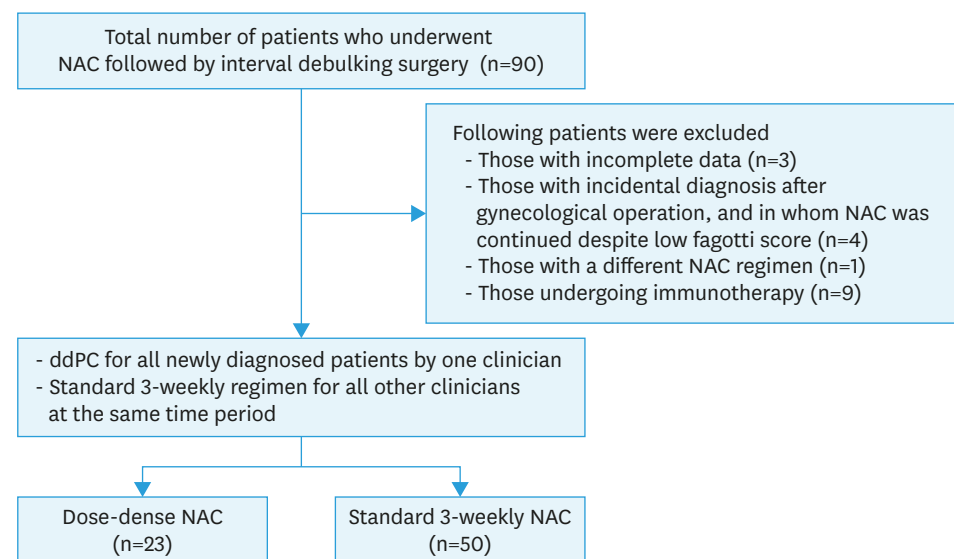 Total number of patients who underwent
NAC followed by interval debulking surgery (n=90)
Following patients were excluded
- Those with incomplete data (n=3)
- Those with incidental diagnosis after
gynecological operation, and in whom NAC was
continued despite low fagotti score (n=4)
- Those with a different NAC regimen (n=1)
- Those undergoing immunotherapy (n=9)
- ddPC for all newly diagnosed patients by one clinician
- Standard 3-weekly regimen for all other clinicians
at the same time period
Dose-dense NAC
(n=23)
Standard 3-weekly NAC
(n=50)